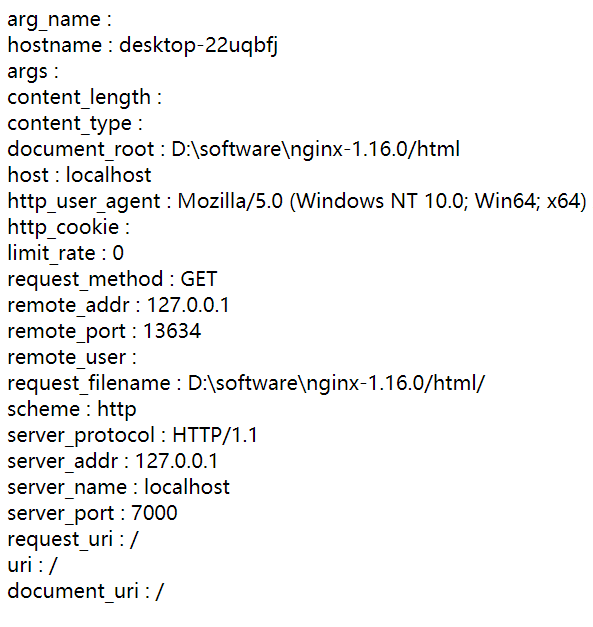 arg_name :
hostname : desktop-22uqbfj
args :
content_length :
content_type :
document_root : D:\software\nginx-1.16.0/html
host : localhost
http_user_agent : Mozilla/5.0 (Windows NT 10.0; Win64; x64)
http_cookie :
limit_rate : 0
request_method : GET
remote_addr : 127.0.0.1
remote_port : 13634
remote_user :
request_filename : D:\software\nginx-1.16.0/html/
scheme : http
server_protocol : HTTP/1.1
server_addr : 127.0.0.1
server_name : localhost
server_port : 7000
request_uri : /
uri : /
document_uri : /